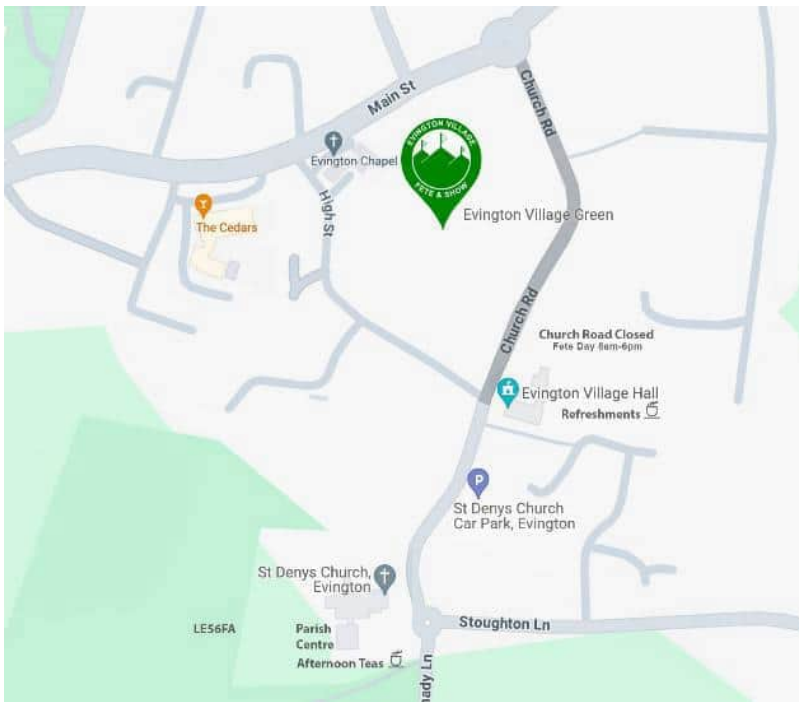 Church Rd
Main St
EVINGTON VILLAGE
FETE & SHOW
Evington Chapel
High St
The Cedars
Evington Village Green
Church Rd
Church Road Closed
Fete Day 8am-6pm
Evington Village Hall
Refreshments
P
St Denys Church
Car Park, Evington
St Denys Church,
Evington
LE56FA
Parish
Centre
Afternoon Teas
Stoughton Ln
ady Ln